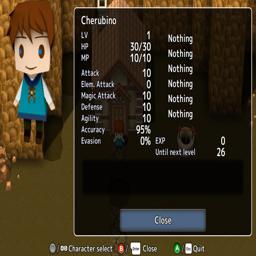 Cherubino
LV 1 Nothing
HP 30/30 Nothing
MP 10/10 Nothing
Attack 10 Nothing
Elem. Attack 0 Nothing
Magic Attack 10 Nothing
Defense 10 Nothing
Agility 10
Accuracy 95%
Evasion 0% EXP 0
Until next level 26
Close
/ Character select / Close / Quit